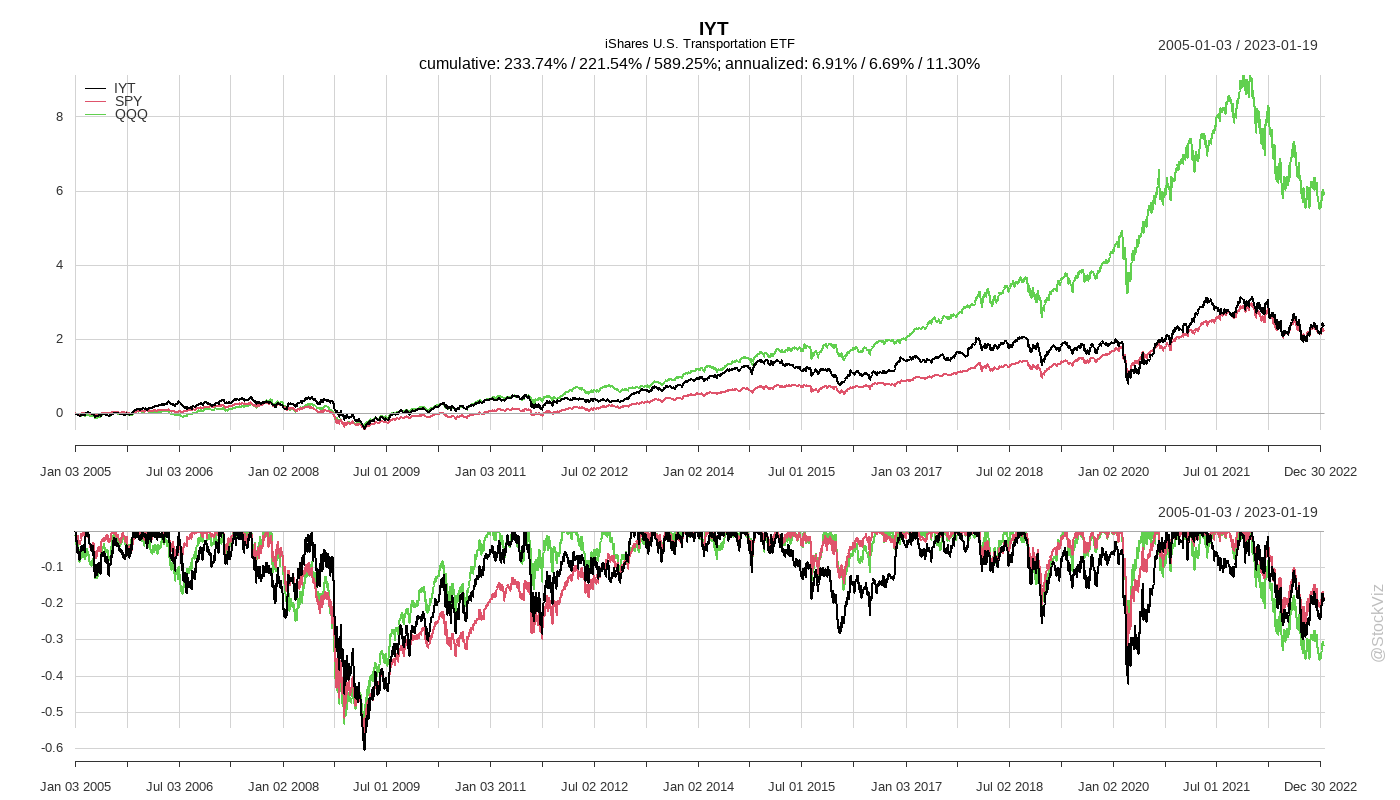 IYT
iShares U.S. Transportation ETF
2005-01-03 / 2023-01-19
cumulative: 233.74% / 221.54% / 589.25%; annualized: 6.91% / 6.69% / 11.30%
IYT
SPY
QQQ
8
6
4
2
0
Jan 03 2005 Jul 03 2006 Jan 02 2008 Jul 01 2009 Jan 03 2011 Jul 02 2012 Jan 02 2014 Jul 01 2015 Jan 03 2017 Jul 02 2018 Jan 02 2020 Jul 01 2021 Dec 30 2022
2005-01-03 / 2023-01-19
-0.1
-0.2
-0.3
-0.4
-0.5
-0.6
Jan 03 2005 Jul 03 2006 Jan 02 2008 Jul 01 2009 Jan 03 2011 Jul 02 2012 Jan 02 2014 Jul 01 2015 Jan 03 2017 Jul 02 2018 Jan 02 2020 Jul 01 2021 Dec 30 2022
@StockViz